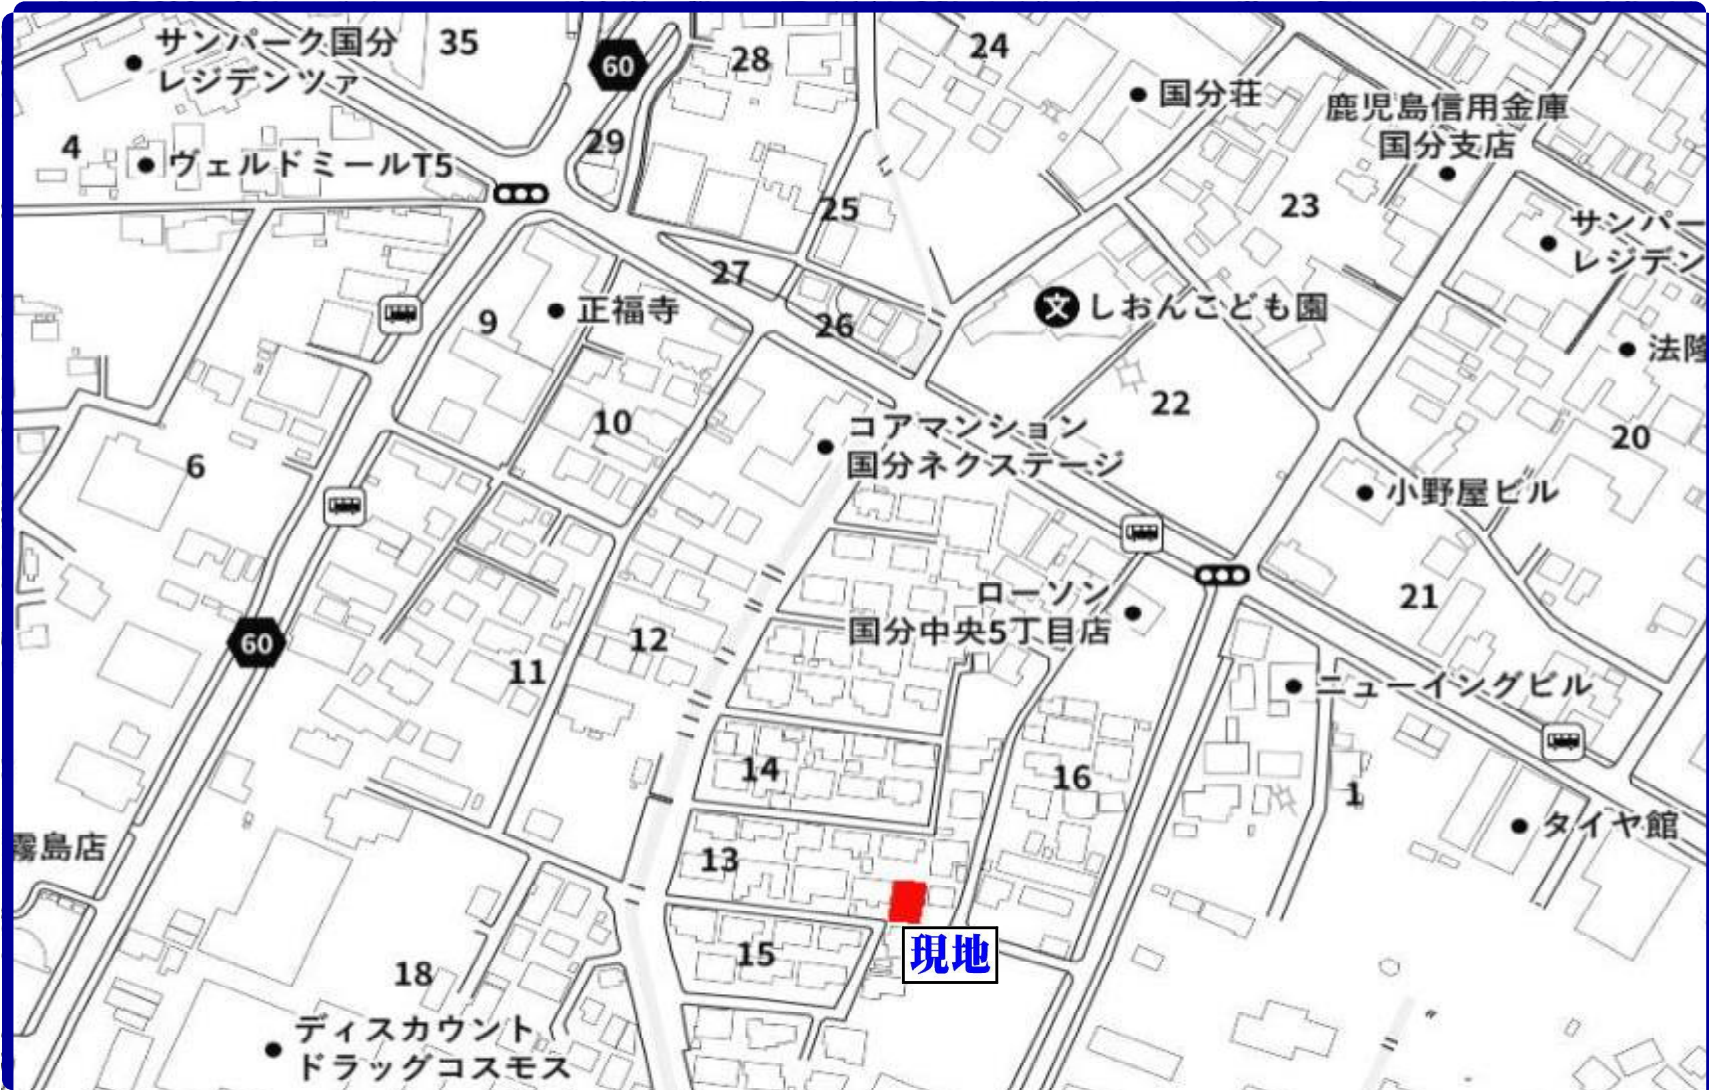 サンパーク国分
レジデンツァ
35
60
28
24
国分荘
鹿児島信用金庫
国分支店
4
ヴェルドミールT5
29
25
23
サンパー
レジデン
27
26
9
正福寺
しおんこども園
法隆
22
10
コアマンション
国分ネクステージ
20
6
小野屋ビル
ローソン
国分中央5丁目店
21
60
12
11
ニューイングビル
14
16
1
タイヤ館
霧島店
13
15
現地
18
ディスカウント
ドラッグコスモス